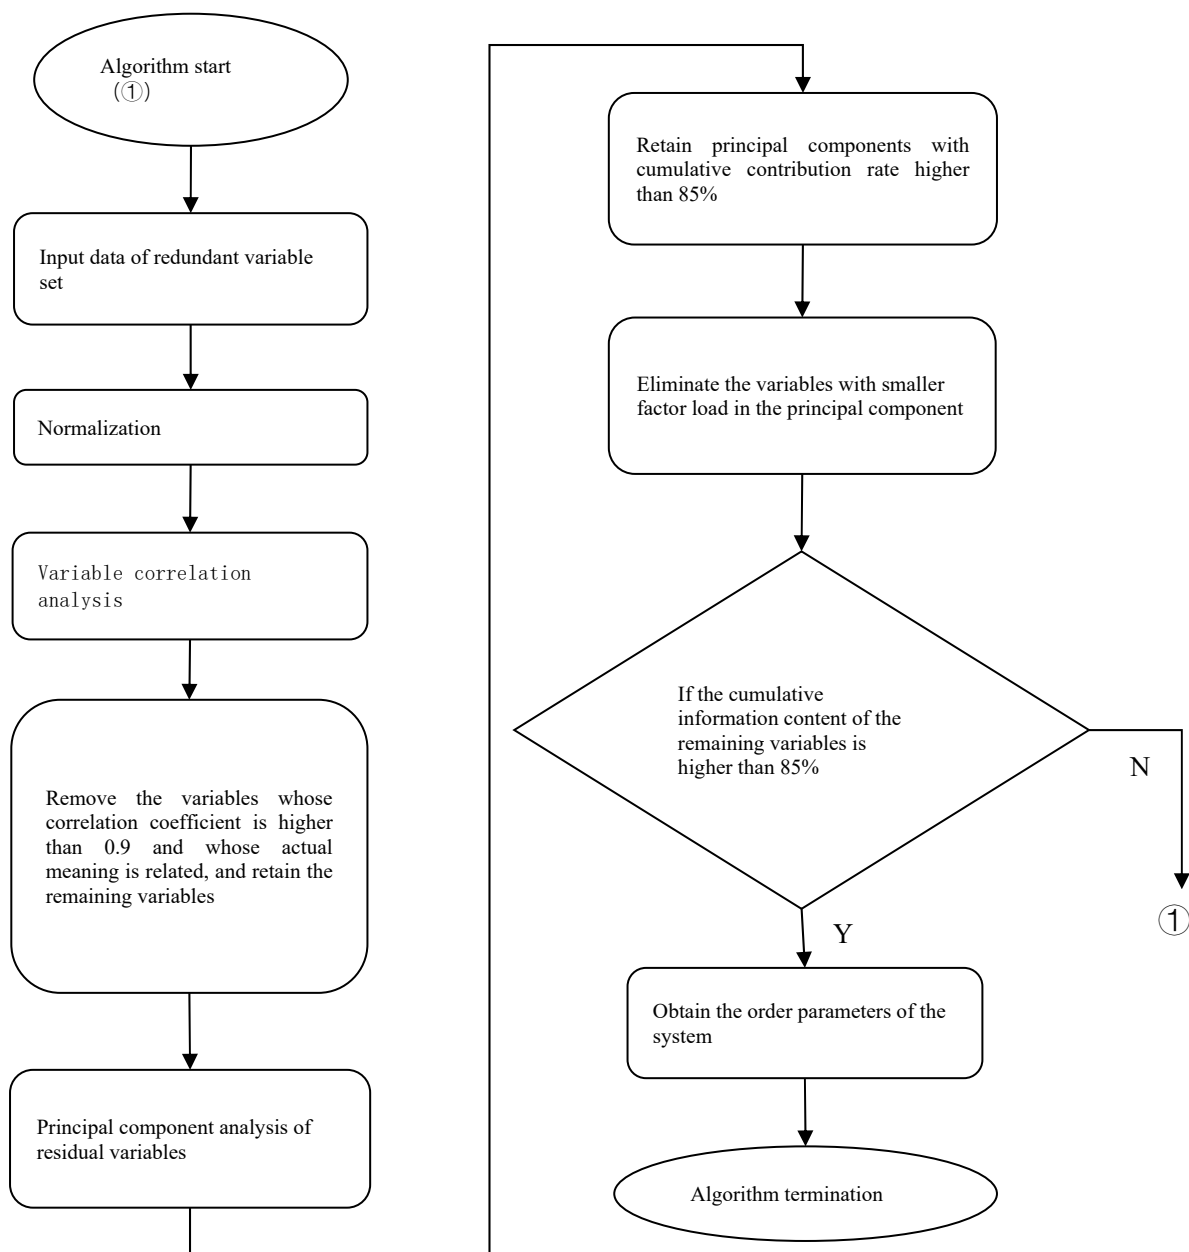 Algorithm start
(①)
Input data of redundant variable
set
Normalization
Variable correlation
analysis
Remove the variables whose
correlation coefficient is higher
than 0.9 and whose actual
meaning is related, and retain the
remaining variables
Principal component analysis of
residual variables
Retain principal components with
cumulative contribution rate higher
than 85%
Eliminate the variables with smaller
factor load in the principal component
If the cumulative
information content of the
remaining variables is
higher than 85%
N
①
Y
Obtain the order parameters of the
system
Algorithm termination